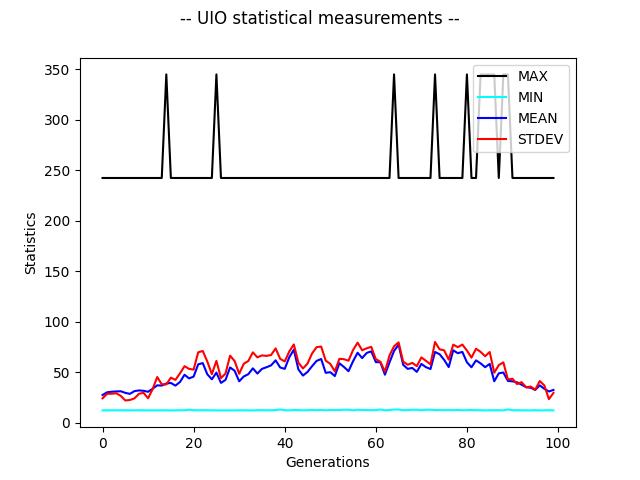 -- UIO statistical measurements --
350
300
250
200
150
100
50
0
Statistics
MAX
MIN
MEAN
STDEV
0 20 40 60 80 100
Generations